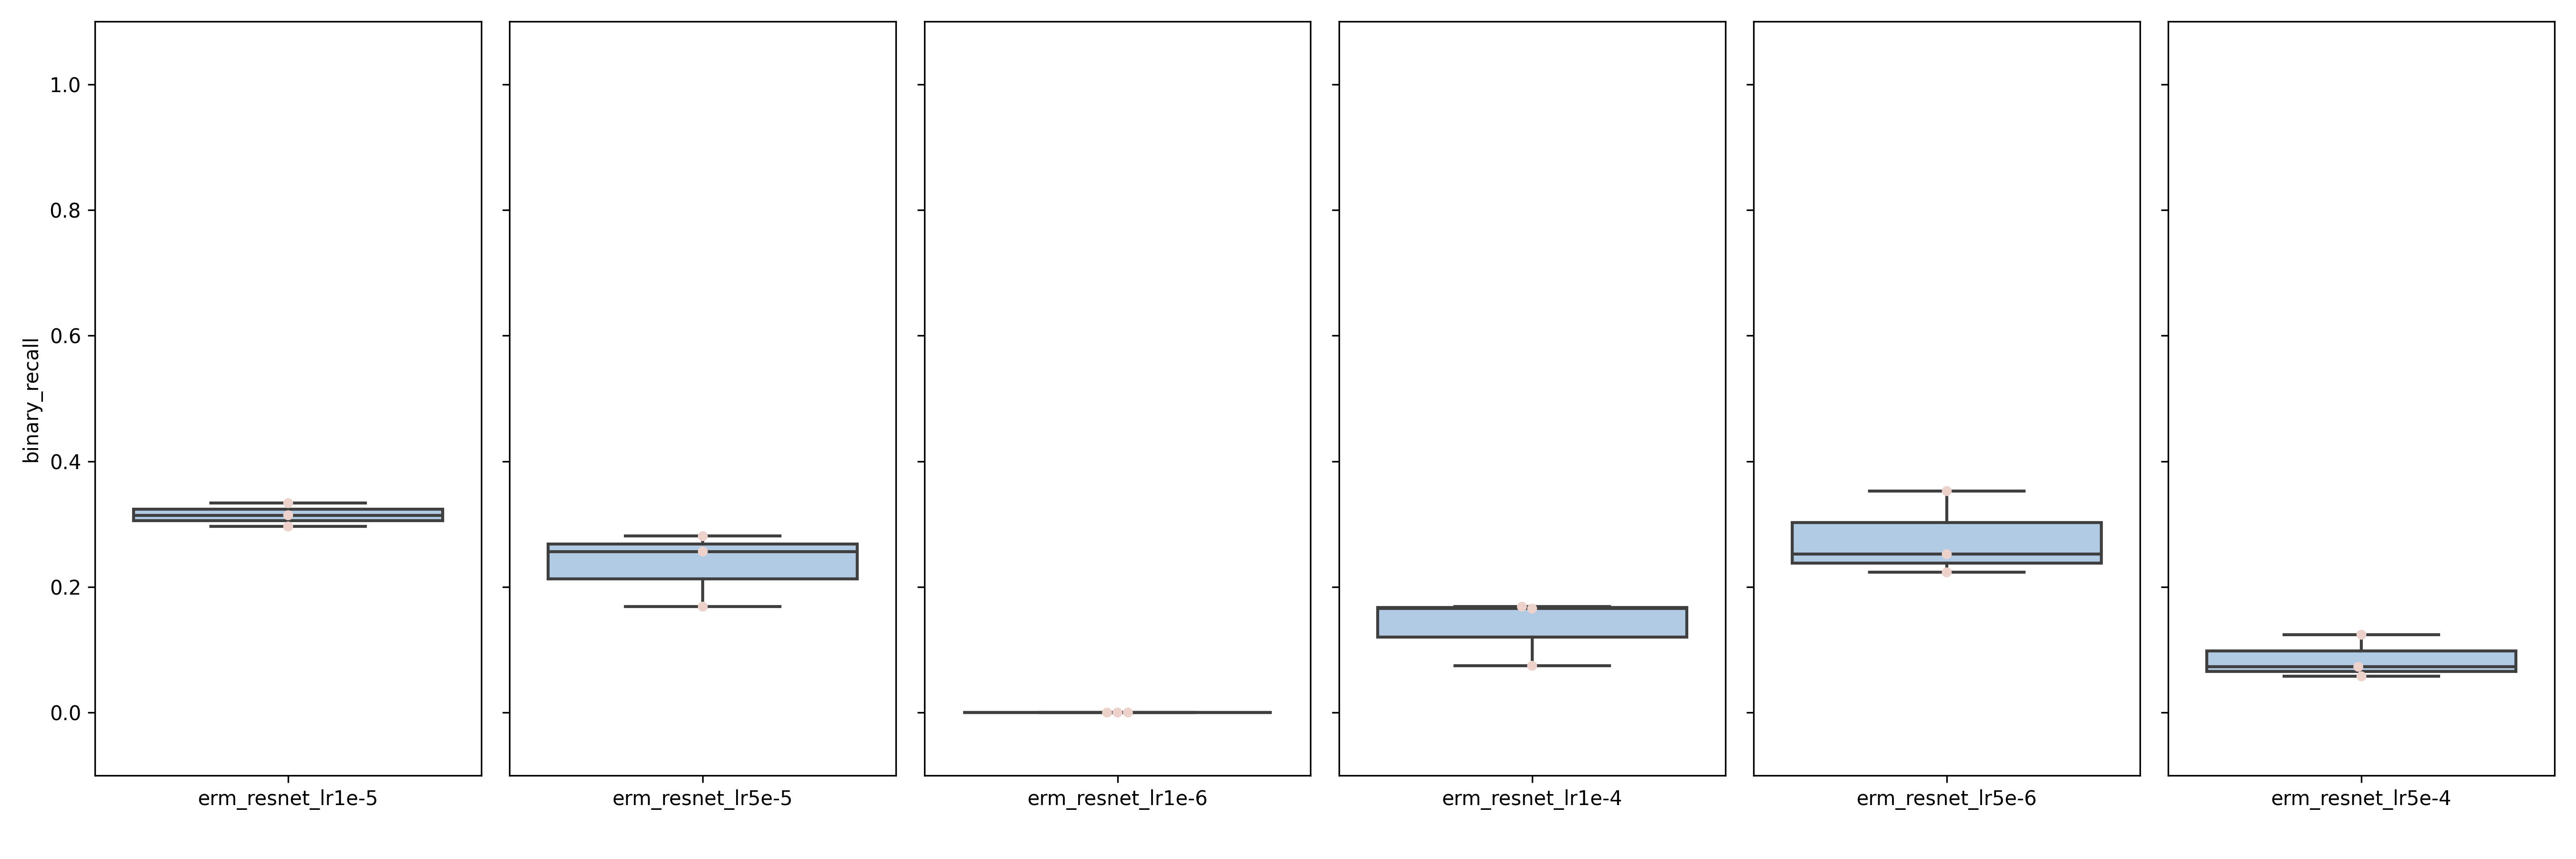 binary_recall
1.0
0.8
0.6
0.4
0.2
0.0
erm_resnet_lr1e-5
erm_resnet_lr5e-5
erm_resnet_lr1e-6
erm_resnet_lr1e-4
erm_resnet_lr5e-6
erm_resnet_lr5e-4